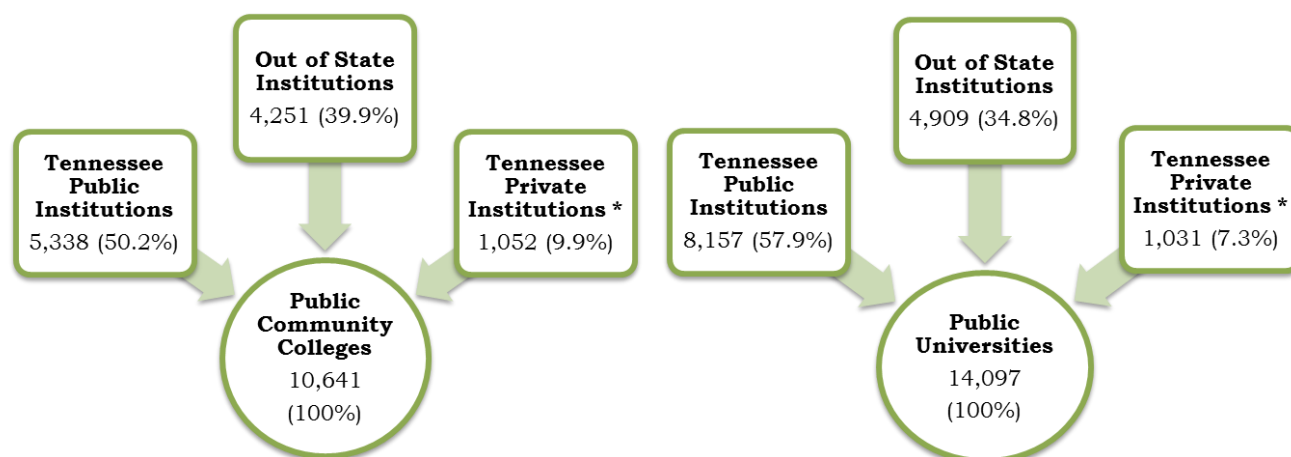 Out of State
Institutions
4,251 (39.9%)
Tennessee
Public
Institutions
5,338 (50.2%)
Tennessee
Private
Institutions *
1,052 (9.9%)
Public
Community
Colleges
10,641
(100%)
Out of State
Institutions
4,909 (34.8%)
Tennessee
Public
Institutions
8,157 (57.9%)
Tennessee
Private
Institutions *
1,031 (7.3%)
Public
Universities
14,097
(100%)